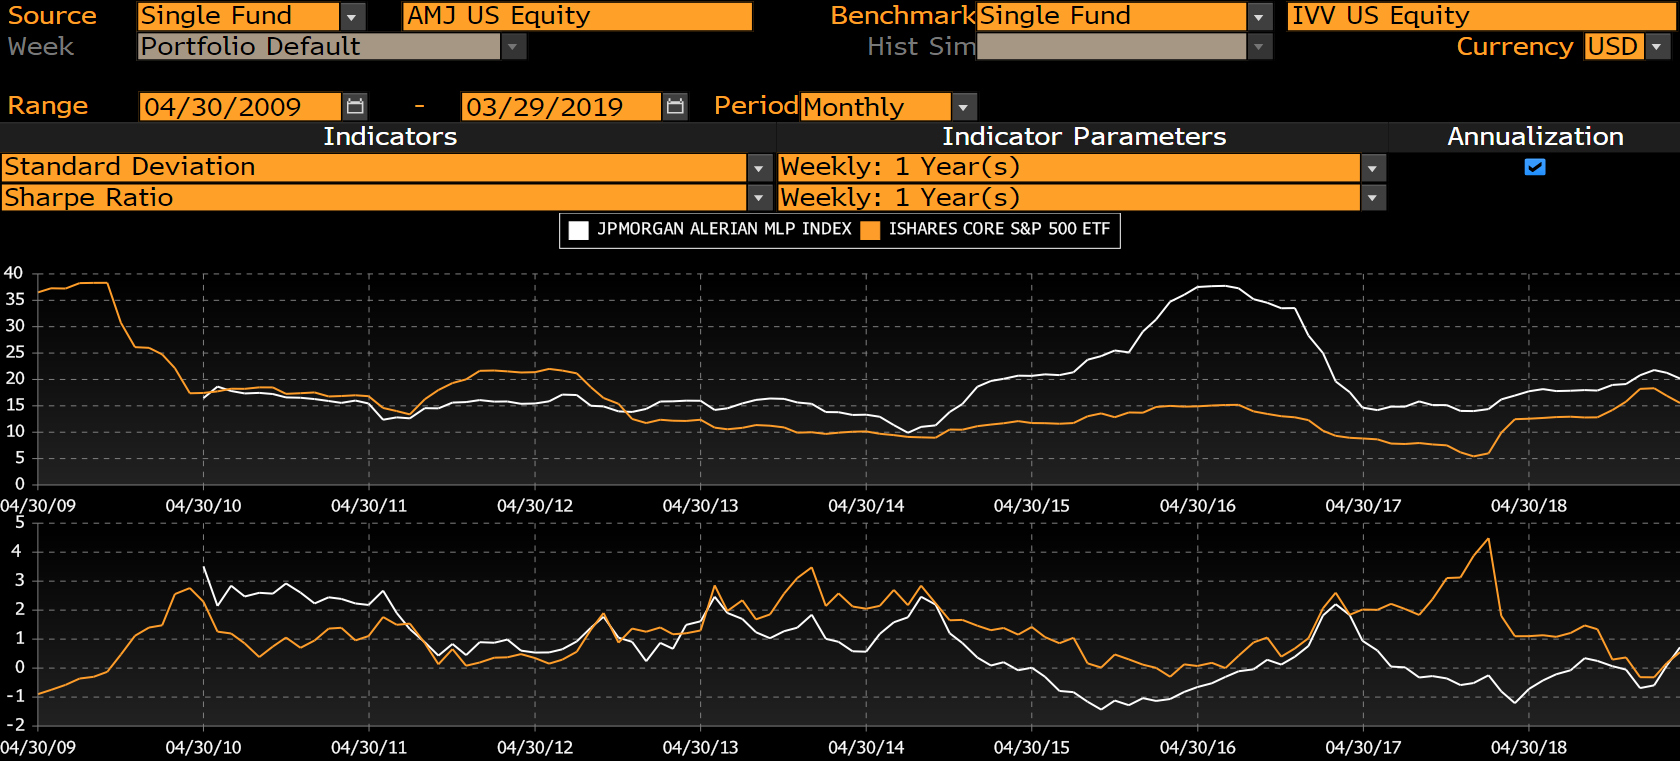 Source Single Fund AMJ US Equity Benchmark Single Fund IVV US Equity
Week Portfolio Default Hist Sim Currency USD
Range 04/30/2009 - 03/29/2019 Period Monthly
Indicators Indicator Parameters Annualization
Standard Deviation Weekly: 1 Year(s)
Sharpe Ratio Weekly: 1 Year(s)
JPMORGAN ALERIAN MLP INDEX ISHARES CORE S&P 500 ETF
40
35
30
25
20
15
10
5
0
04/30/09 04/30/10 04/30/11 04/30/12 04/30/13 04/30/14 04/30/15 04/30/16 04/30/17 04/30/18
5
4
3
2
1
0
-1
-2
04/30/09 04/30/10 04/30/11 04/30/12 04/30/13 04/30/14 04/30/15 04/30/16 04/30/17 04/30/18